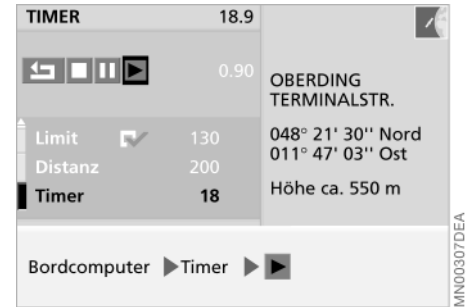 TIMER 18.9
0.90
Limit 130
Distanz 200
Timer 18
OBERDING
TERMINALSTR.
048° 21' 30'' Nord
011° 47' 03'' Ost
Höhe ca. 550 m
Bordcomputer ▶Timer ▶ ▶
MN00307DEA